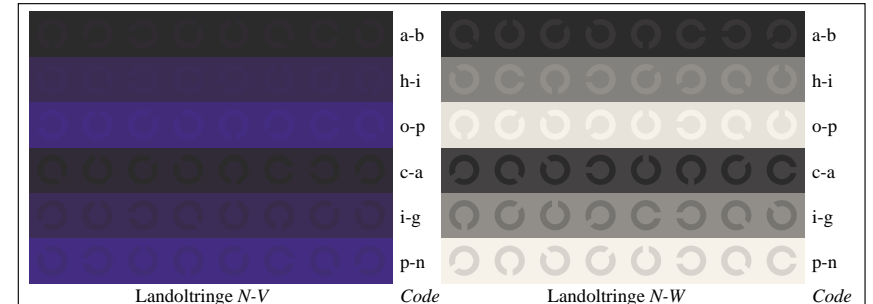 a-b a-b
h-i h-i
o-p o-p
c-a c-a
i-g i-g
p-n p-n
Landoltringe N-V Code Landoltringe N-W Code